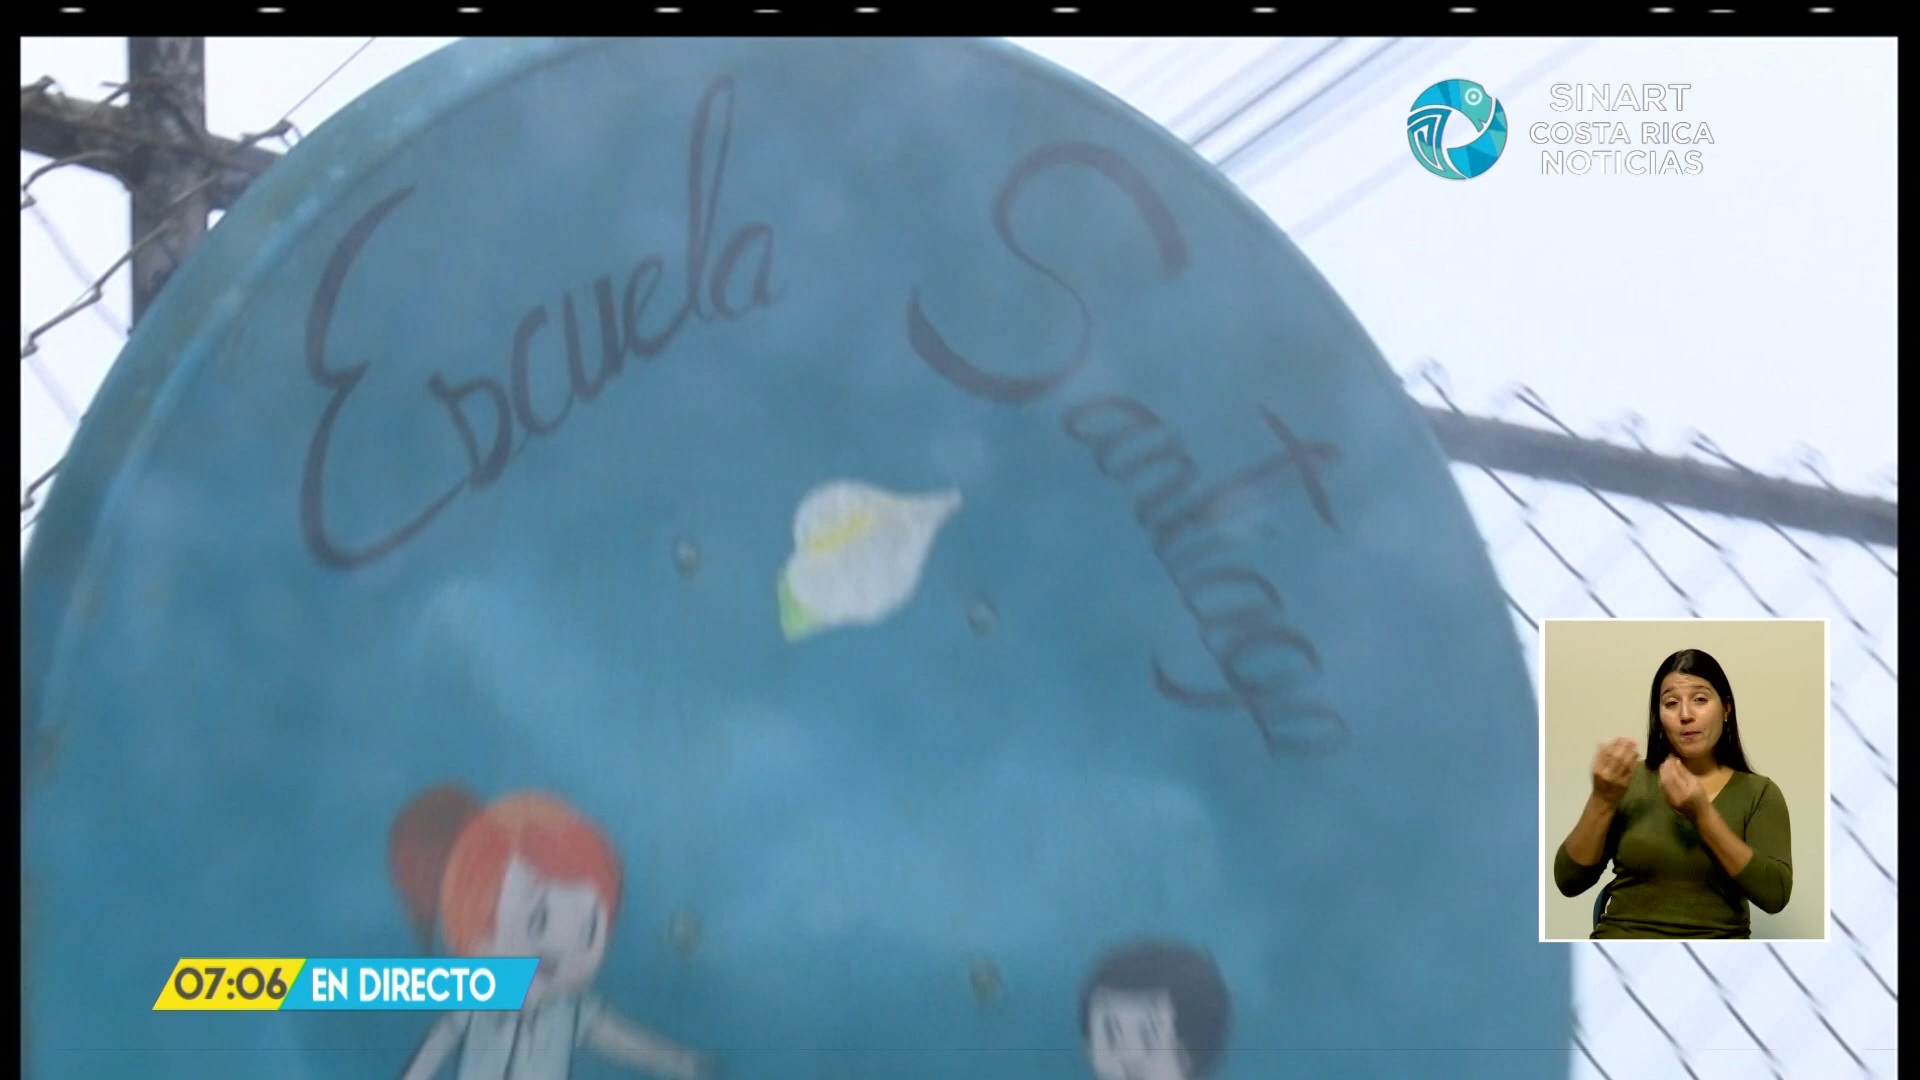 SINART
COSTA RICA
NOTICIAS
Escuela Santiago
07:06 EN DIRECTO